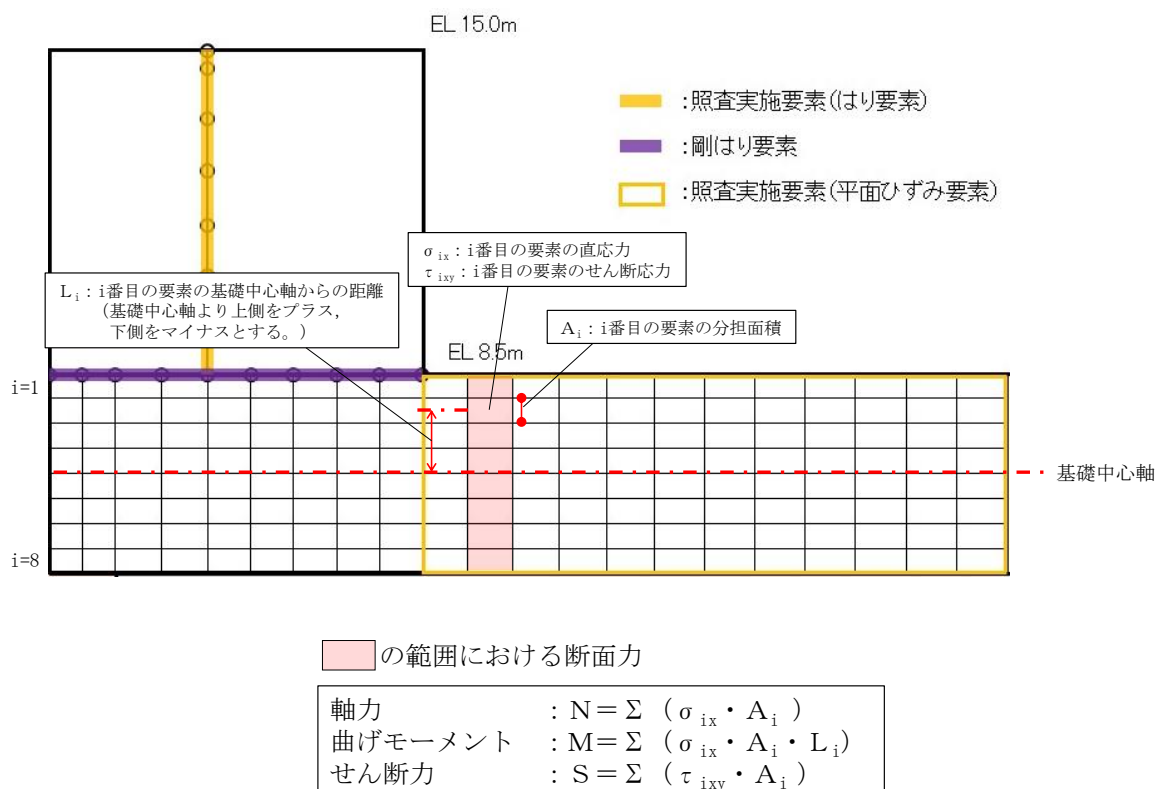 EL 15.0m
:照査実施要素(はり要素)
:剛はり要素
:照査実施要素(平面ひずみ要素)
σix：i番目の要素の直応力
τixy：i番目の要素のせん断応力
Li：i番目の要素の基礎中心軸からの距離
(基礎中心軸より上側をプラス，
下側をマイナスとする。)
Ai：i番目の要素の分担面積
EL 8.5m
i=1
基礎中心軸
i=8
の範囲における断面力
軸力 ：N＝Σ (σix・Ai)
曲げモーメント ：M＝Σ (σix・Ai・Li)
せん断力 ：S＝Σ (τixy・Ai)